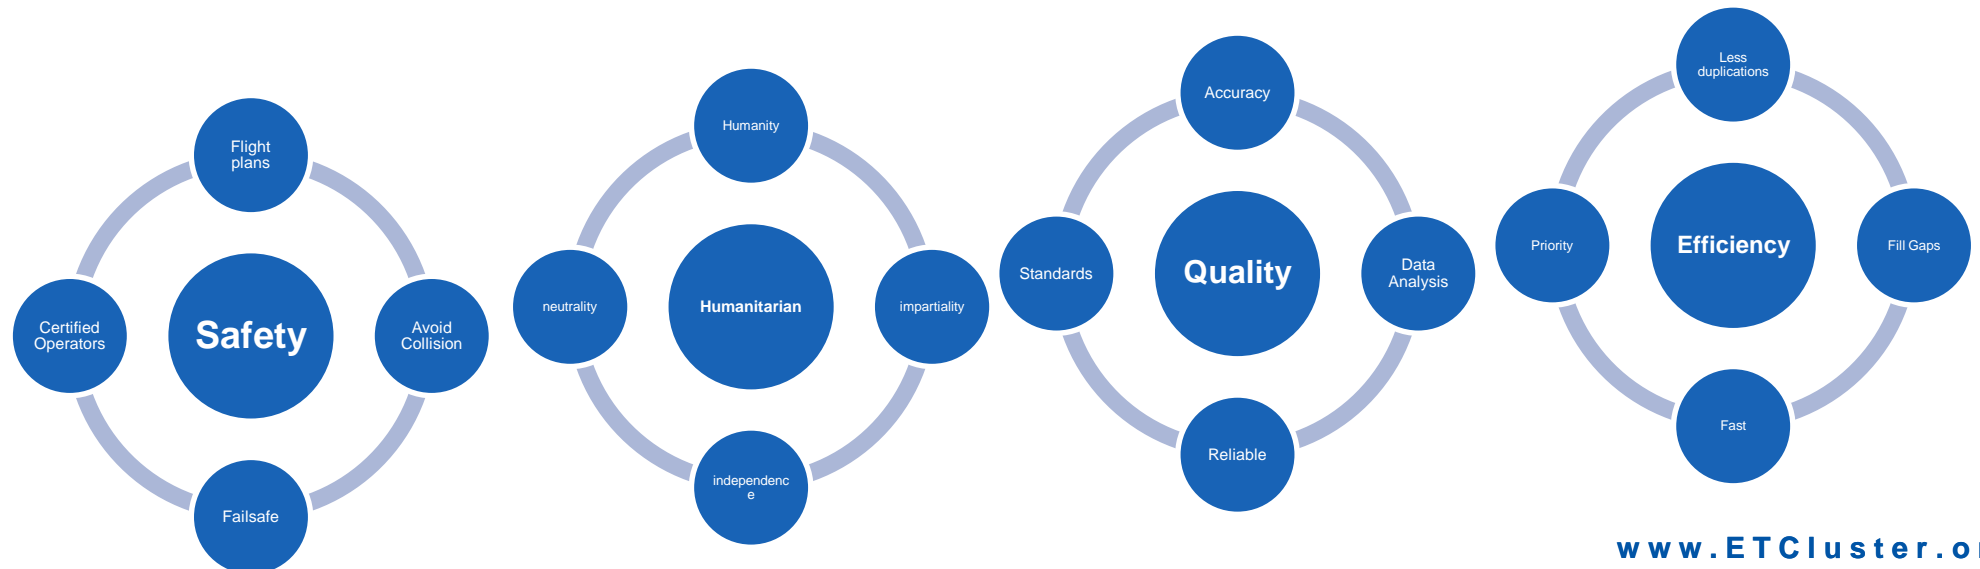 Flight
plans
Certified
Operators
Safety
Avoid
Collision
Failsafe
Humanity
neutrality
Humanitarian
impartiality
independenc
e
Accuracy
Standards
Quality
Data
Analysis
Reliable
Less
duplications
Priority
Efficiency
Fill Gaps
Fast
www.ETCluster.or